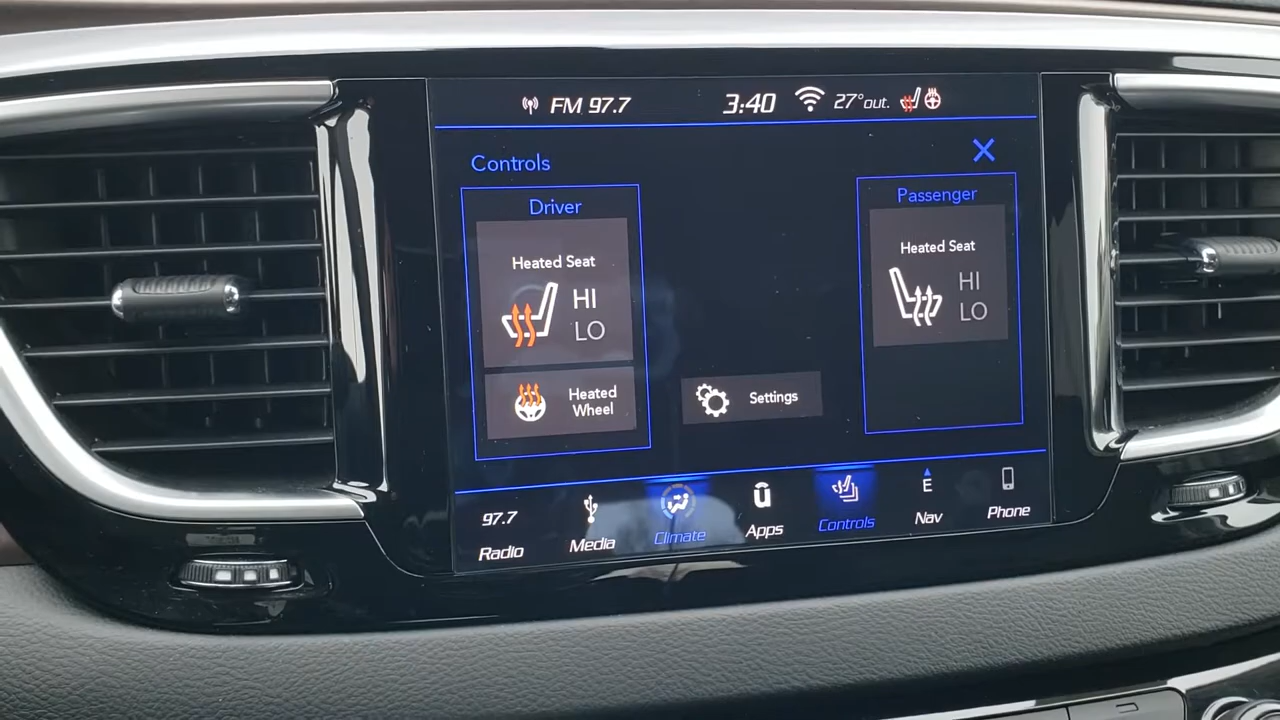 FM 97.7
3:40
27°out.
Controls
Driver
Heated Seat
HI
LO
Heated
Wheel
Settings
Passenger
Heated Seat
HI
LO
97.7
Radio
Media
Climate
Apps
Controls
E
Nav
Phone